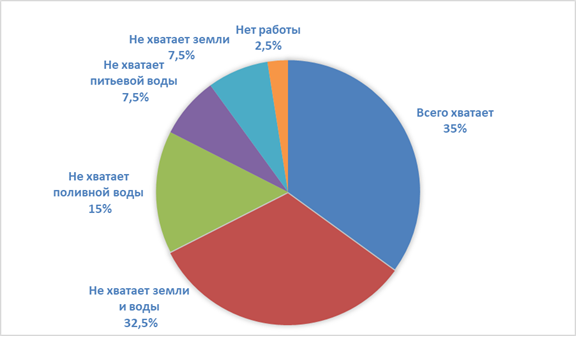 Нет работы
2,5%
Не хватает земли
7,5%
Не хватает
питьевой воды
7,5%
Всего хватает
35%
Не хватает
поливной воды
15%
Не хватает земли
и воды
32,5%